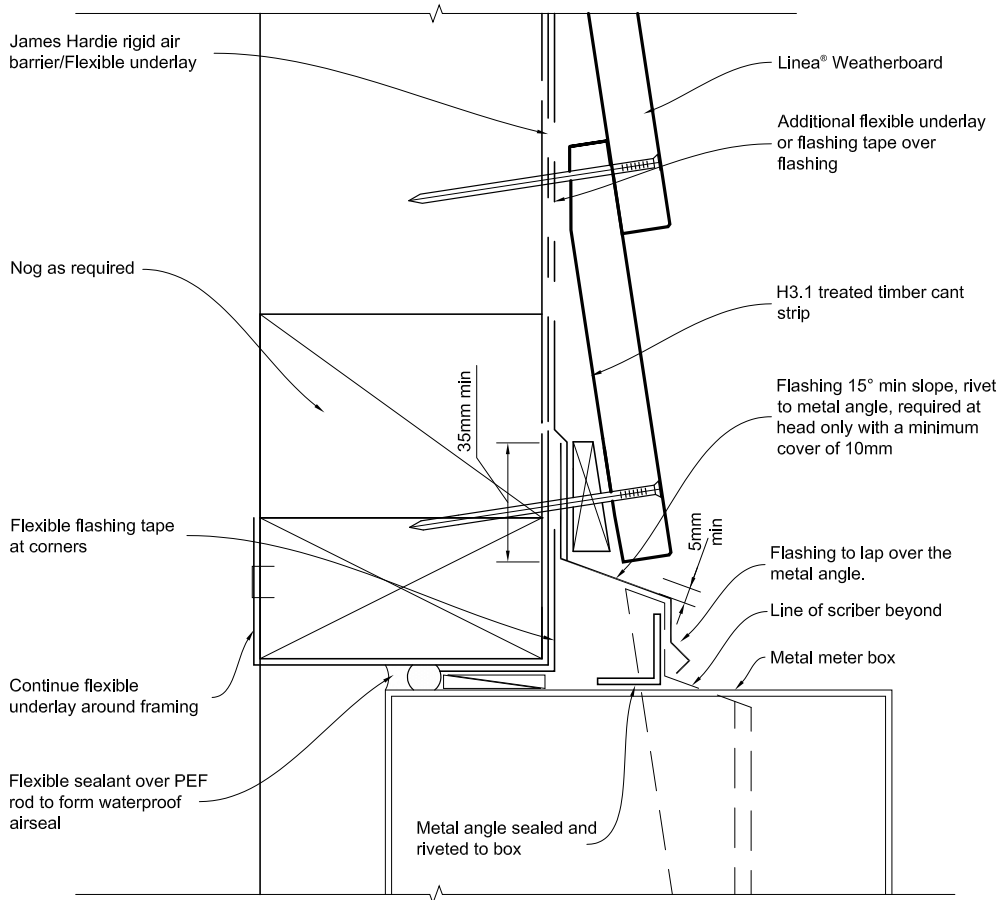 James Hardie rigid air
barrier/Flexible underlay
Nog as required
Flexible flashing tape
at corners
Continue flexible
underlay around framing
Flexible sealant over PEF
rod to form waterproof
airseal
35mm min
Linea® Weatherboard
Additional flexible underlay
or flashing tape over
flashing
H3.1 treated timber cant
strip
Flashing 15° min slope, rivet
to metal angle, required at
head only with a minimum
cover of 10mm
5mm
min
Flashing to lap over the
metal angle.
Line of scriber beyond
Metal meter box
Metal angle sealed and
riveted to box